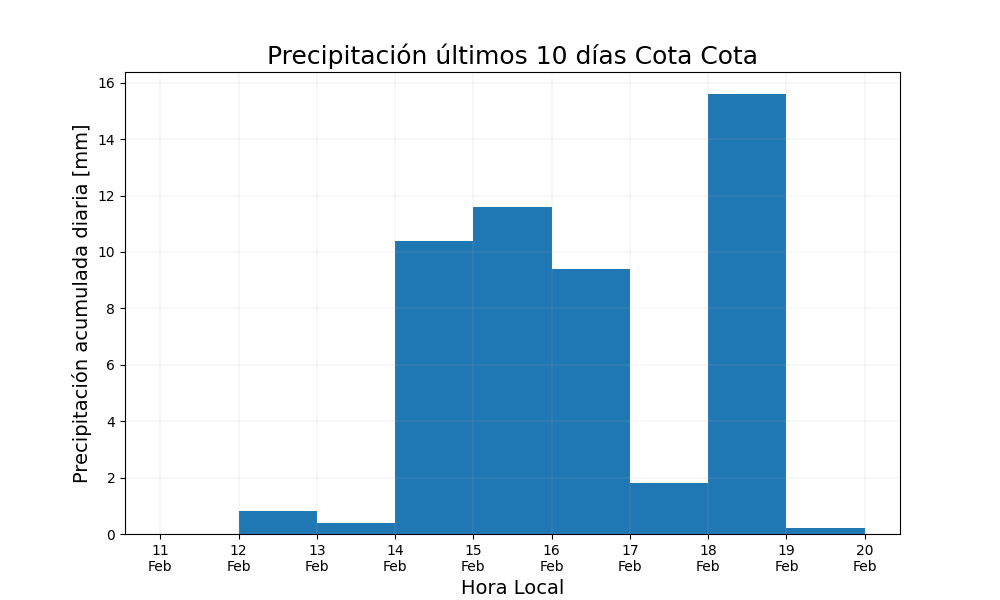 Precipitación últimos 10 días Cota Cota
Precipitación acumulada diaria [mm]
16
14
12
10
8
6
4
2
0
11 12 13 14 15 16 17 18 19 20
Feb Feb Feb Feb Feb Feb Feb Feb Feb Feb
Hora Local